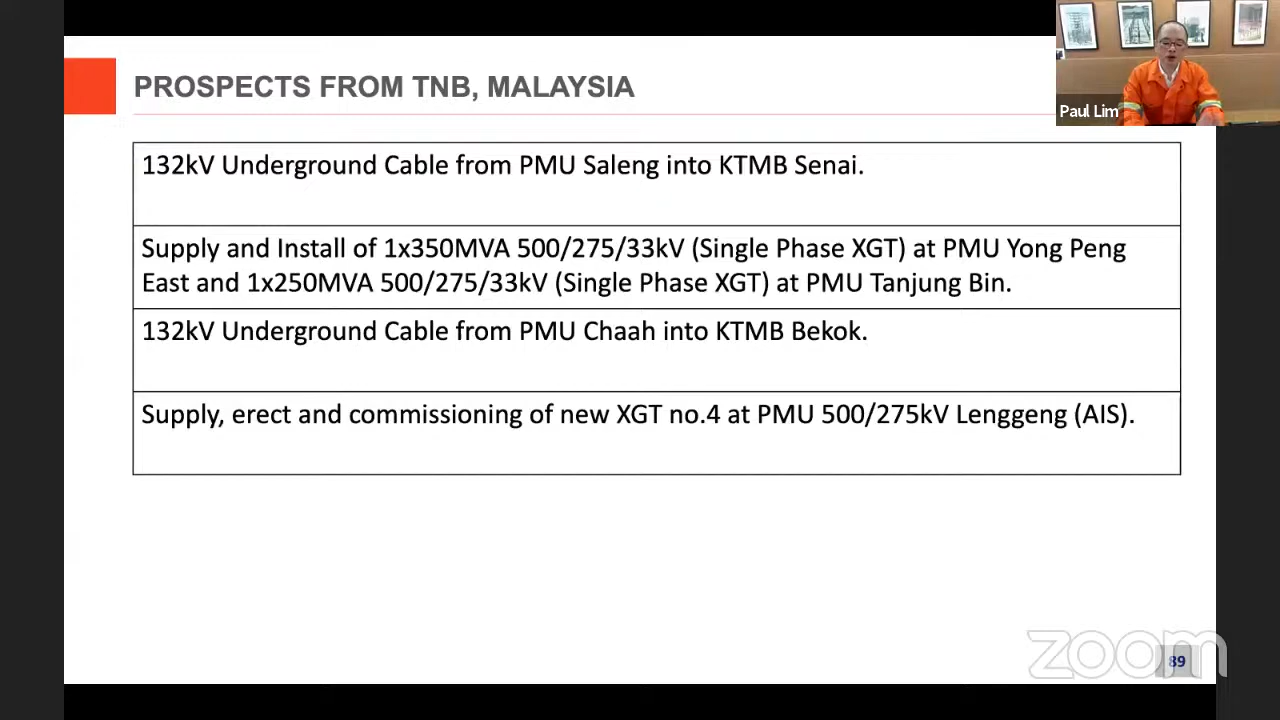 PROSPECTS FROM TNB, MALAYSIA
Paul Lim
132kV Underground Cable from PMU Saleng into KTMB Senai.
Supply and Install of 1x350MVA 500/275/33kV (Single Phase XGT) at PMU Yong Peng
East and 1x250MVA 500/275/33kV (Single Phase XGT) at PMU Tanjung Bin.
132kV Underground Cable from PMU Chaah into KTMB Bekok.
Supply, erect and commissioning of new XGT no.4 at PMU 500/275kV Lenggeng (AIS).
zoom
89